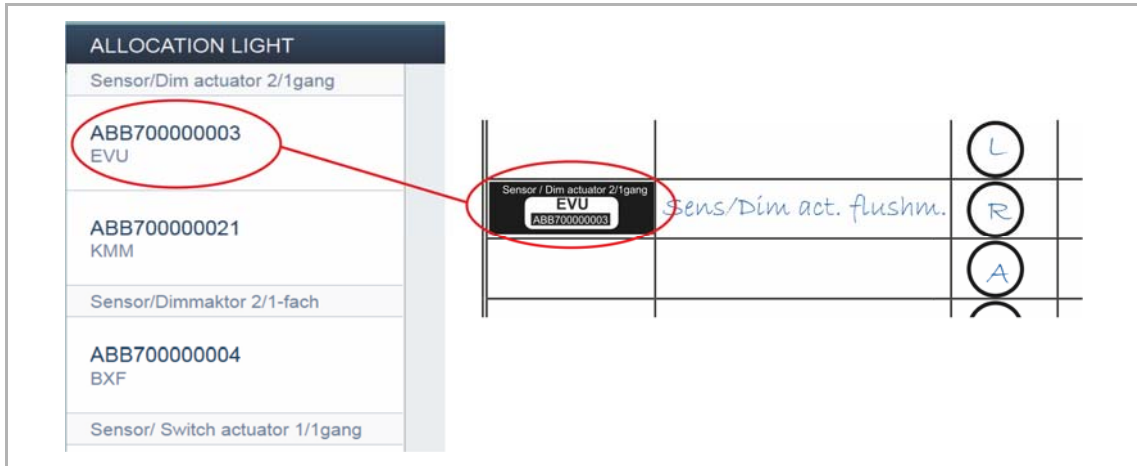 ALLOCATION LIGHT
Sensor/Dim actuator 2/1gang
ABB700000003
EVU
ABB700000021
KMM
Sensor/Dimmaktor 2/1-fach
ABB700000004
BXF
Sensor/ Switch actuator 1/1gang
L
Sensor / Dim actuator 2/1gang
EVU
ABB700000003
Sens/Dim act. flushm.
R
A